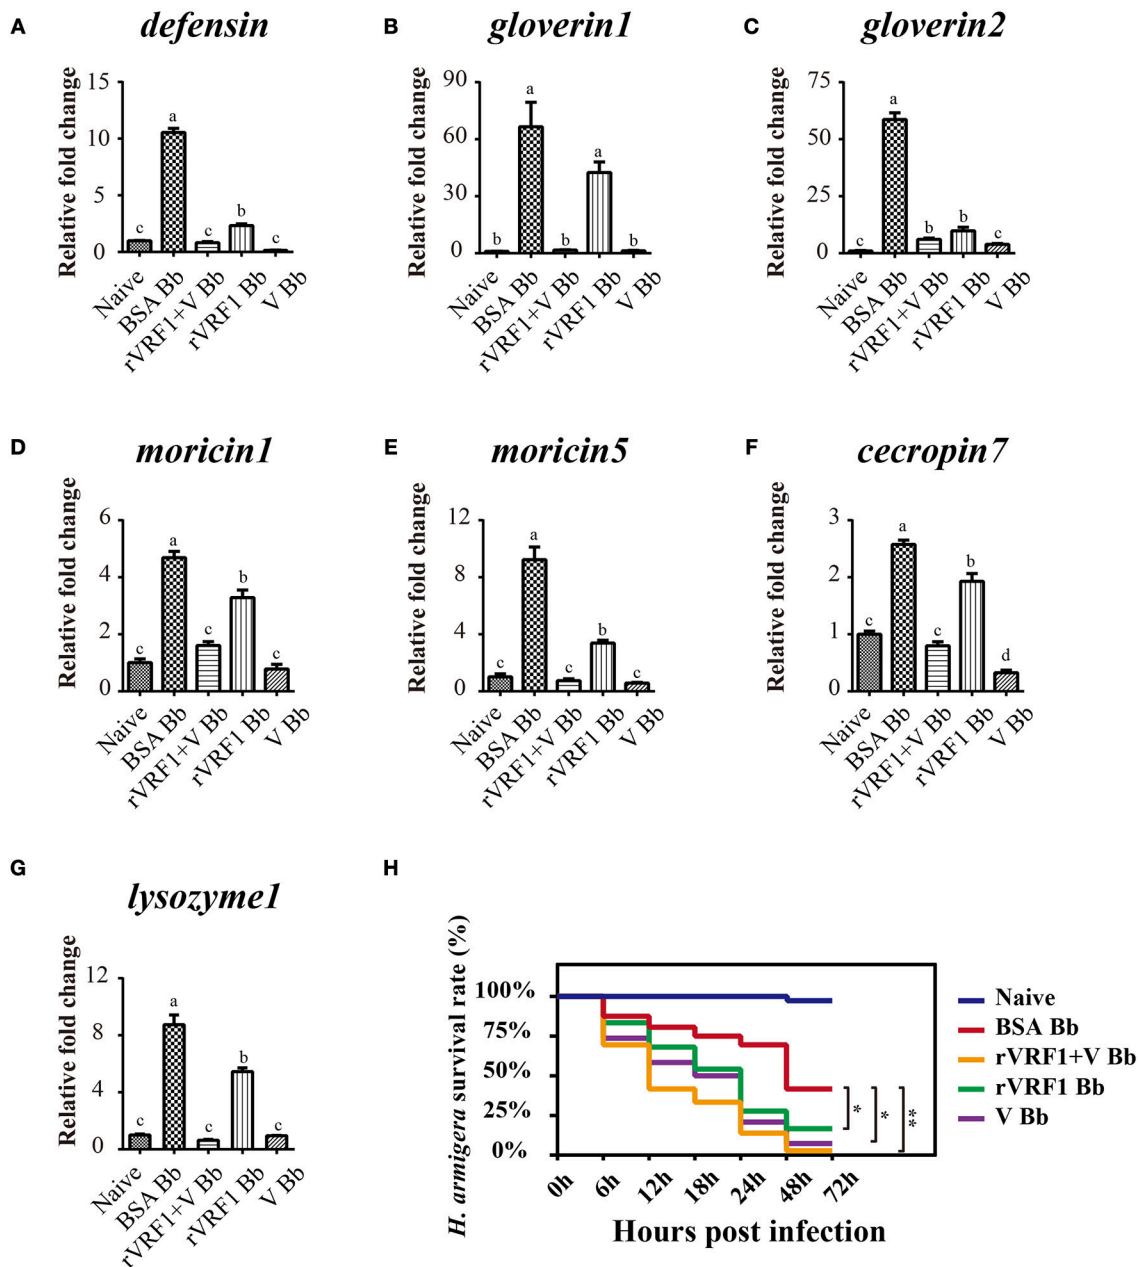 A defensin
Relative fold change
15
10
5
0
a
c
c
b
c
Naive
BSA Bb
rVRF1+V Bb
rVRF1 Bb
V Bb
B gloverin1
Relative fold change
90
60
30
0
b
a
b
a
b
Naive
BSA Bb
rVRF1+V Bb
rVRF1 Bb
V Bb
C gloverin2
Relative fold change
75
50
25
0
c
a
b
b
c
Naive
BSA Bb
rVRF1+V Bb
rVRF1 Bb
V Bb
D moricin1
Relative fold change
6
4
2
0
c
a
c
b
c
Naive
BSA Bb
rVRF1+V Bb
rVRF1 Bb
V Bb
E moricin5
Relative fold change
12
8
4
0
c
a
c
b
c
Naive
BSA Bb
rVRF1+V Bb
rVRF1 Bb
V Bb
F cecropin7
Relative fold change
3
2
1
0
c
a
c
b
d
Naive
BSA Bb
rVRF1+V Bb
rVRF1 Bb
V Bb
G lysozyme1
Relative fold change
12
8
4
0
c
a
c
b
c
Naive
BSA Bb
rVRF1+V Bb
rVRF1 Bb
V Bb
H
H. armigera survival rate (%)
100%
75%
50%
25%
0%
0h
6h
12h
18h
24h
48h
72h
Hours post infection
*
*
**
Naive
BSA Bb
rVRF1+V Bb
rVRF1 Bb
V Bb